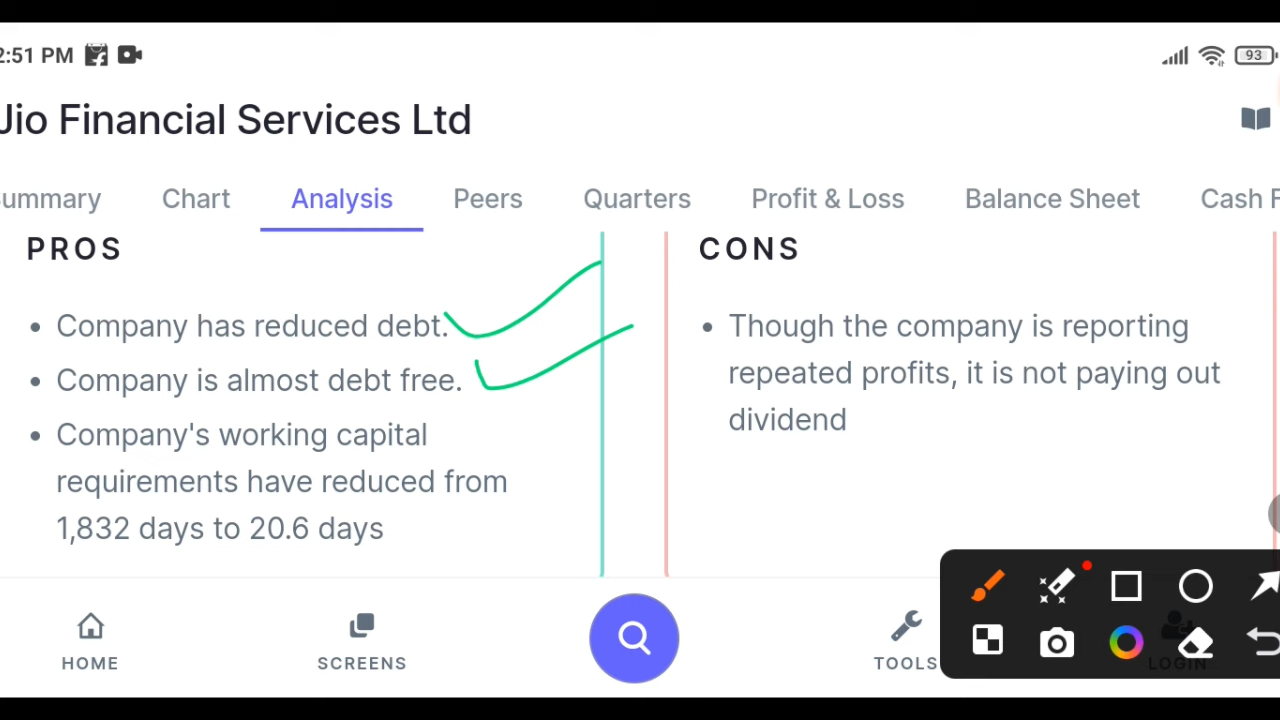 2:51 PM
93
Jio Financial Services Ltd
Summary Chart Analysis Peers Quarters Profit & Loss Balance Sheet Cash F
PROS
• Company has reduced debt.
• Company is almost debt free.
• Company's working capital
requirements have reduced from
1,832 days to 20.6 days
CONS
• Though the company is reporting
repeated profits, it is not paying out
dividend
HOME SCREENS TOOLS LOGIN